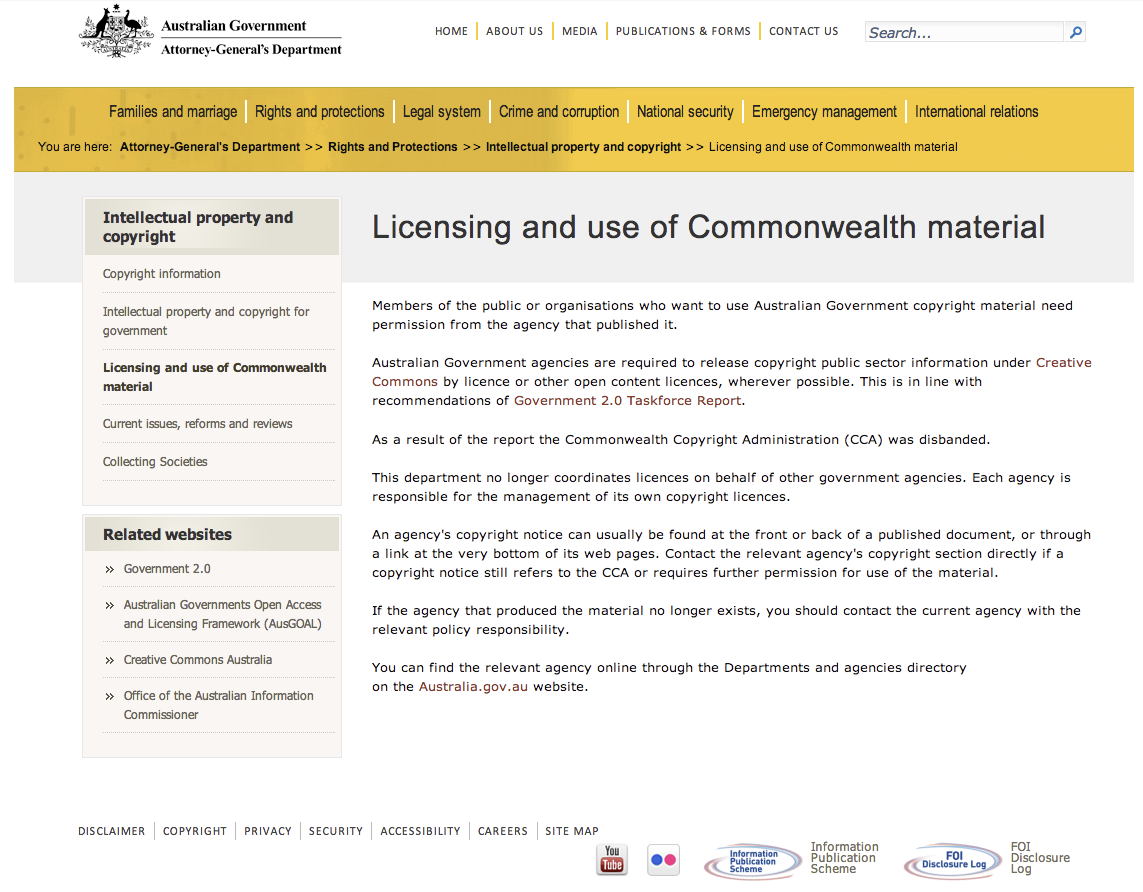 Australian Government
Attorney-General's Department
HOME ABOUT US MEDIA PUBLICATIONS & FORMS CONTACT US
Search...
Families and marriage Rights and protections Legal system Crime and corruption National security Emergency management International relations
You are here: Attorney-General's Department >> Rights and Protections >> Intellectual property and copyright >> Licensing and use of Commonwealth material
Intellectual property and
copyright
Copyright information
Intellectual property and copyright for
government
Licensing and use of Commonwealth
material
Current issues, reforms and reviews
Collecting Societies
Related websites
» Government 2.0
» Australian Governments Open Access
and Licensing Framework (AusGOAL)
» Creative Commons Australia
» Office of the Australian Information
Commissioner
Licensing and use of Commonwealth material
Members of the public or organisations who want to use Australian Government copyright material need
permission from the agency that published it.
Australian Government agencies are required to release copyright public sector information under Creative
Commons by licence or other open content licences, wherever possible. This is in line with
recommendations of Government 2.0 Taskforce Report.
As a result of the report the Commonwealth Copyright Administration (CCA) was disbanded.
This department no longer coordinates licences on behalf of other government agencies. Each agency is
responsible for the management of its own copyright licences.
An agency's copyright notice can usually be found at the front or back of a published document, or through
a link at the very bottom of its web pages. Contact the relevant agency's copyright section directly if a
copyright notice still refers to the CCA or requires further permission for use of the material.
If the agency that produced the material no longer exists, you should contact the current agency with the
relevant policy responsibility.
You can find the relevant agency online through the Departments and agencies directory
on the Australia.gov.au website.
DISCLAIMER COPYRIGHT PRIVACY SECURITY ACCESSIBILITY CAREERS SITE MAP
You
Tube
Information
Publication
Scheme
Information
Publication
Scheme
FOI
Disclosure Log
FOI
Disclosure
Log